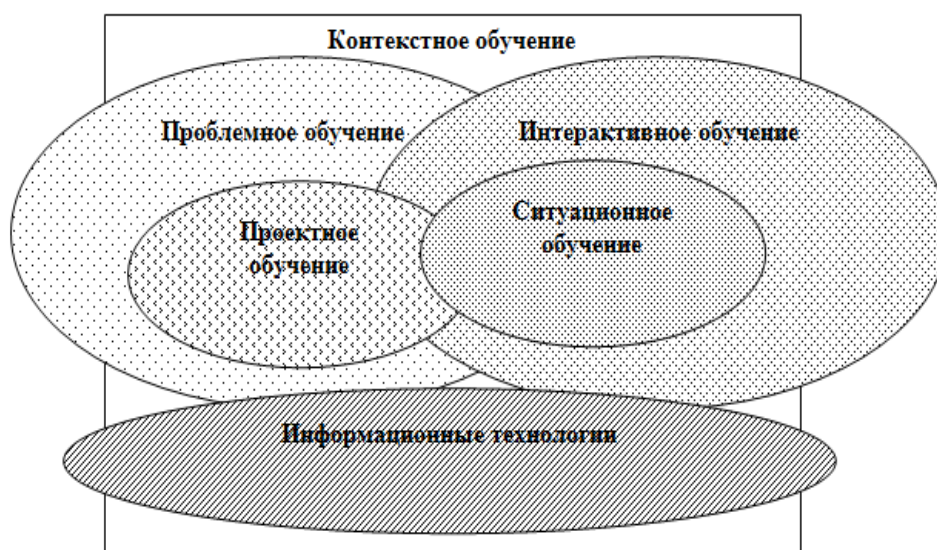 Контекстное обучение
Проблемное обучение
Интерактивное обучение
Проектное
обучение
Ситуационное
обучение
Информационные технологии